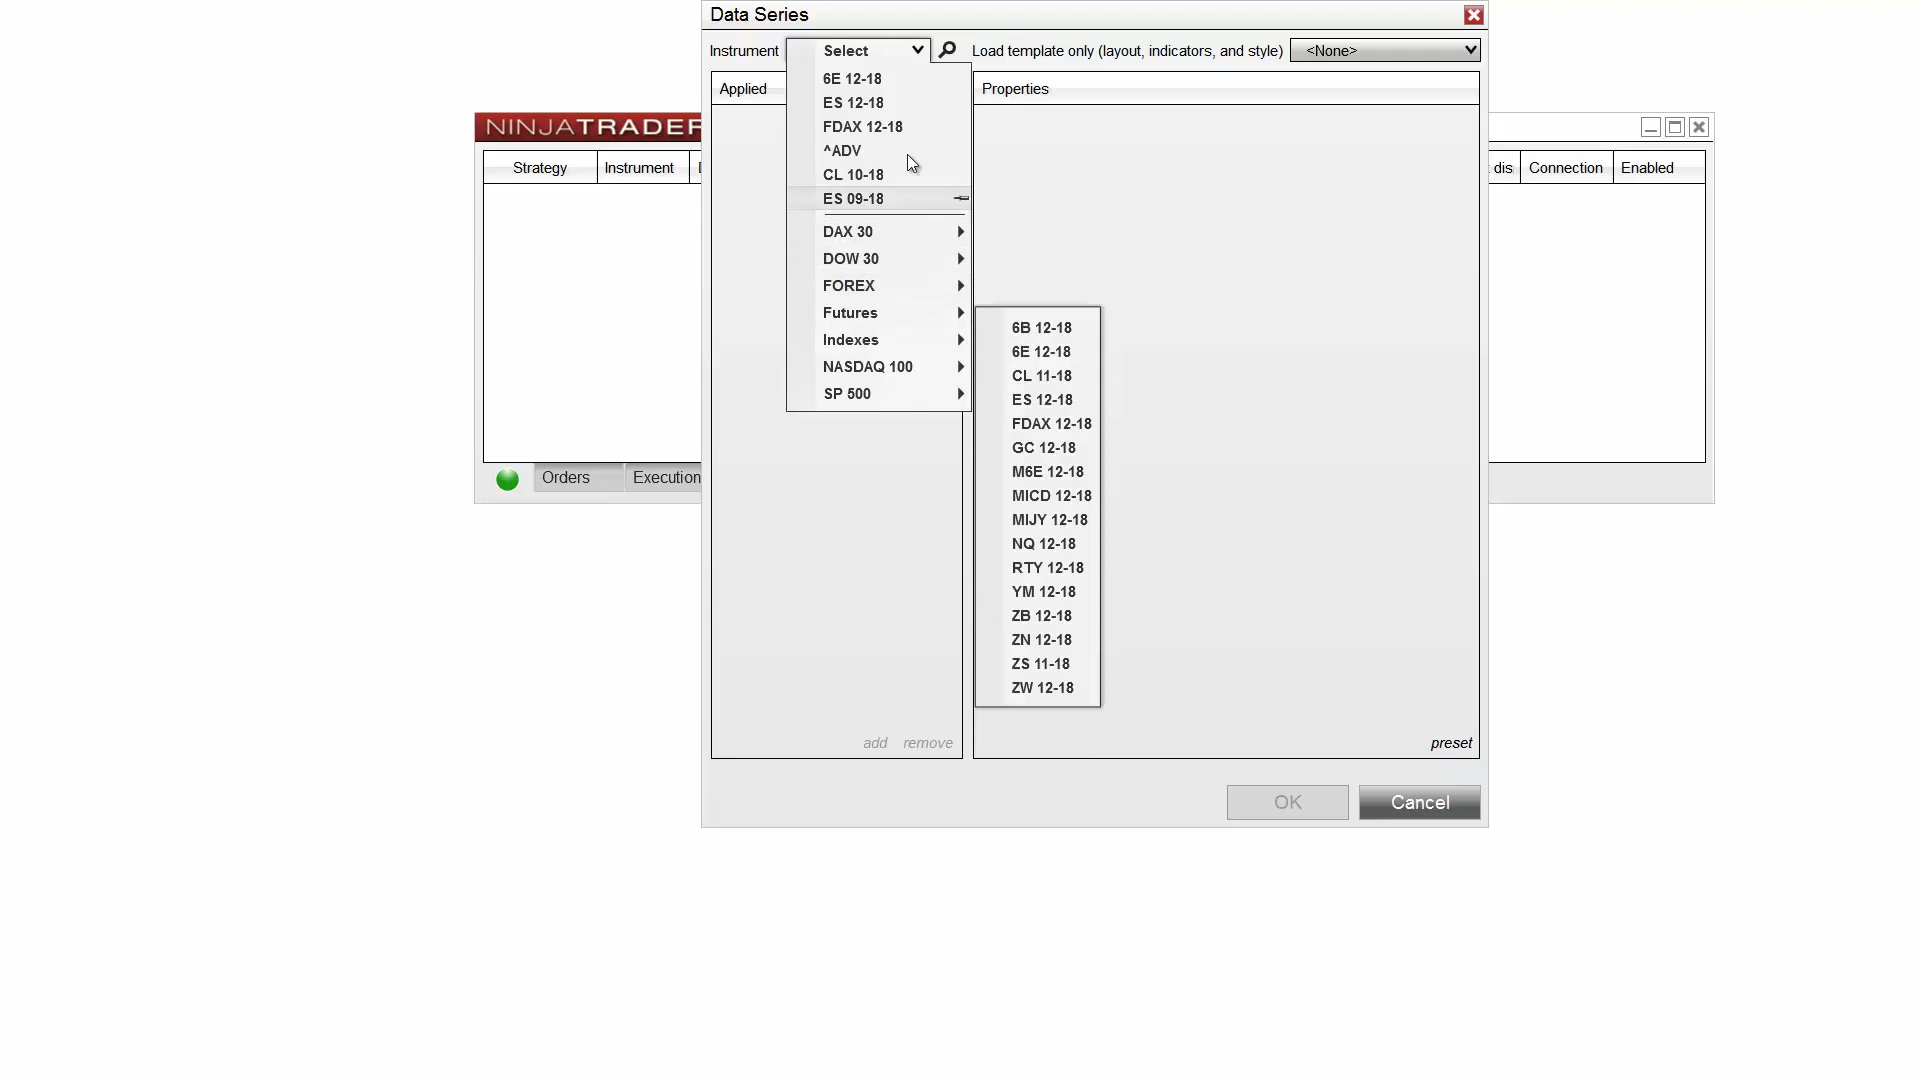 Data Series
Instrument Select Load template only (layout, indicators, and style) <None>
6E 12-18
ES 12-18
FDAX 12-18
^ADV
CL 10-18
ES 09-18
DAX 30
DOW 30
FOREX
Futures
Indexes
NASDAQ 100
SP 500
Applied
Properties
6B 12-18
6E 12-18
CL 11-18
ES 12-18
FDAX 12-18
GC 12-18
M6E 12-18
MICD 12-18
MIJY 12-18
NQ 12-18
RTY 12-18
YM 12-18
ZB 12-18
ZN 12-18
ZS 11-18
ZW 12-18
add remove
preset
OK Cancel
NINJATRADER
Strategy Instrument
dis Connection Enabled
Orders Execution